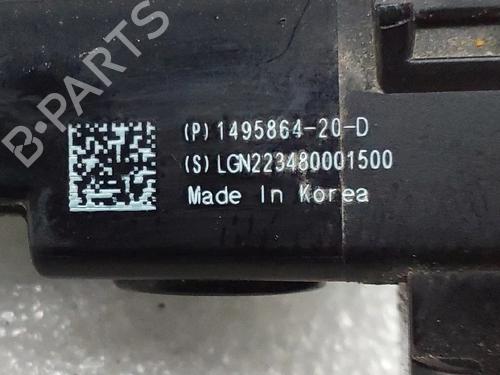 B-PARTS
(P) 1495864-20-D
(S) LGN223480001500
Made In Korea